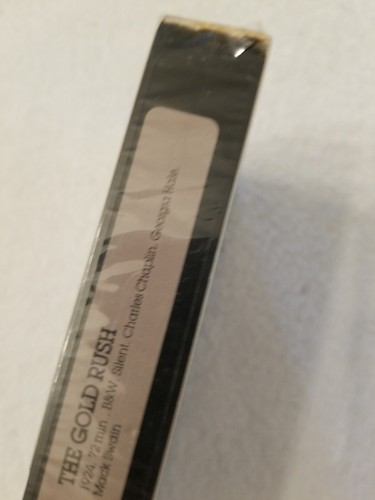 THE GOLD RUSH
1924, 72 min., B&W Silent. Charles Chaplin, Georgia Hale,
Mack Swain